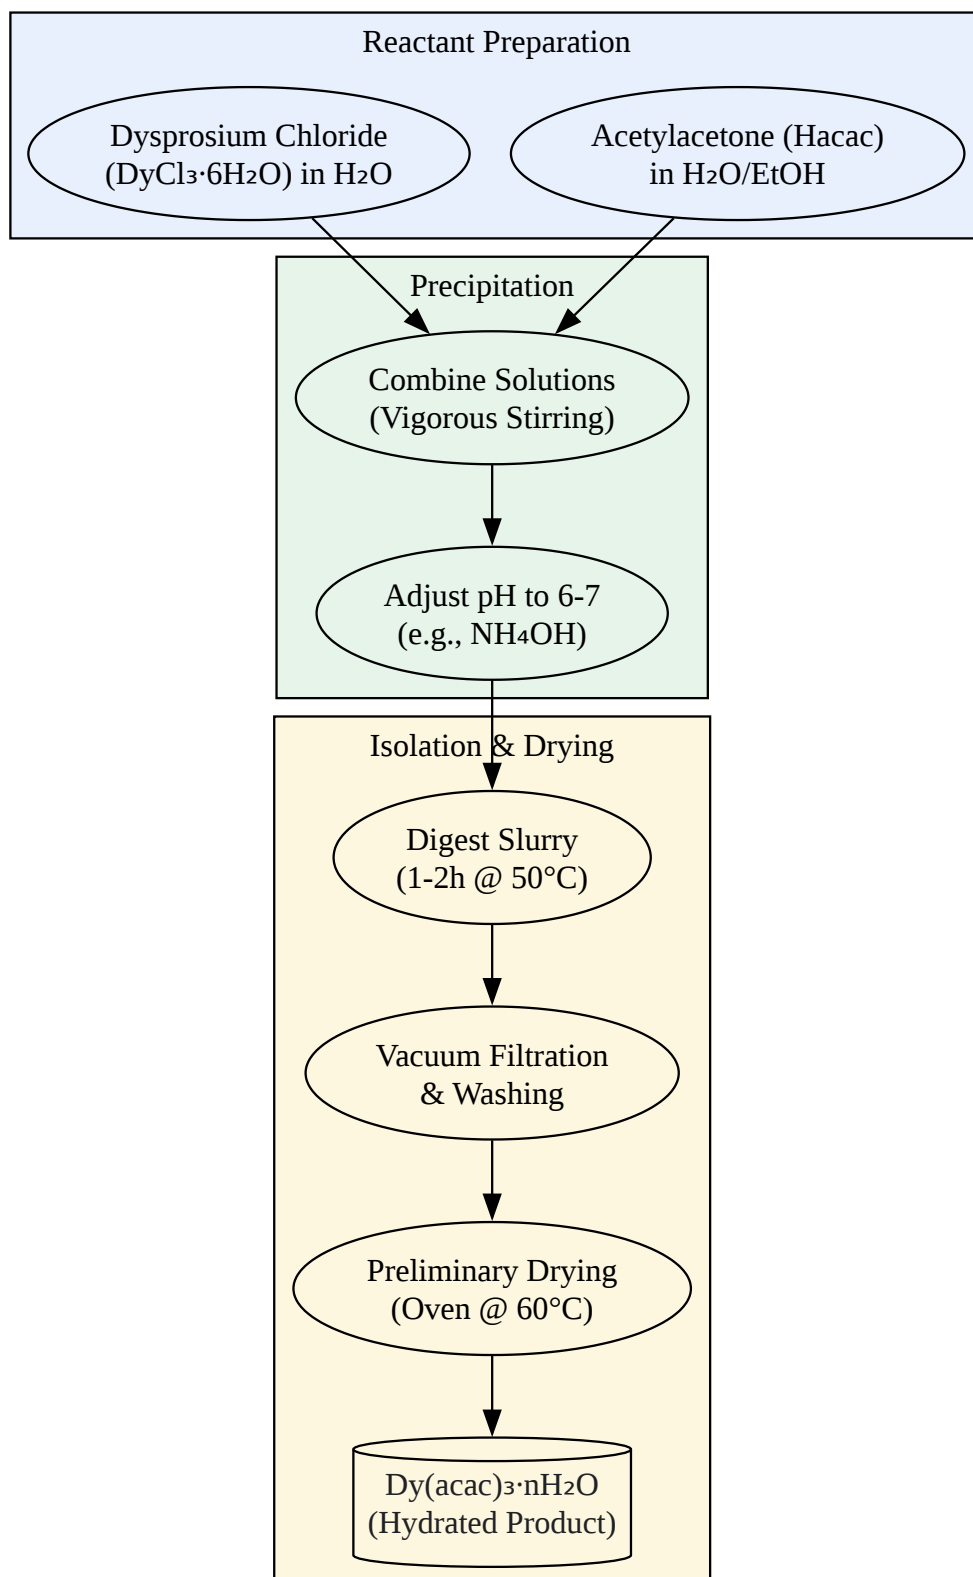 Reactant Preparation
Dysprosium Chloride
(DyCl₃·6H₂O) in H₂O
Acetylacetone (Hacac)
in H₂O/EtOH
Precipitation
Combine Solutions
(Vigorous Stirring)
Adjust pH to 6-7
(e.g., NH₄OH)
Isolation & Drying
Digest Slurry
(1-2h @ 50°C)
Vacuum Filtration
& Washing
Preliminary Drying
(Oven @ 60°C)
Dy(acac)₃·nH₂O
(Hydrated Product)